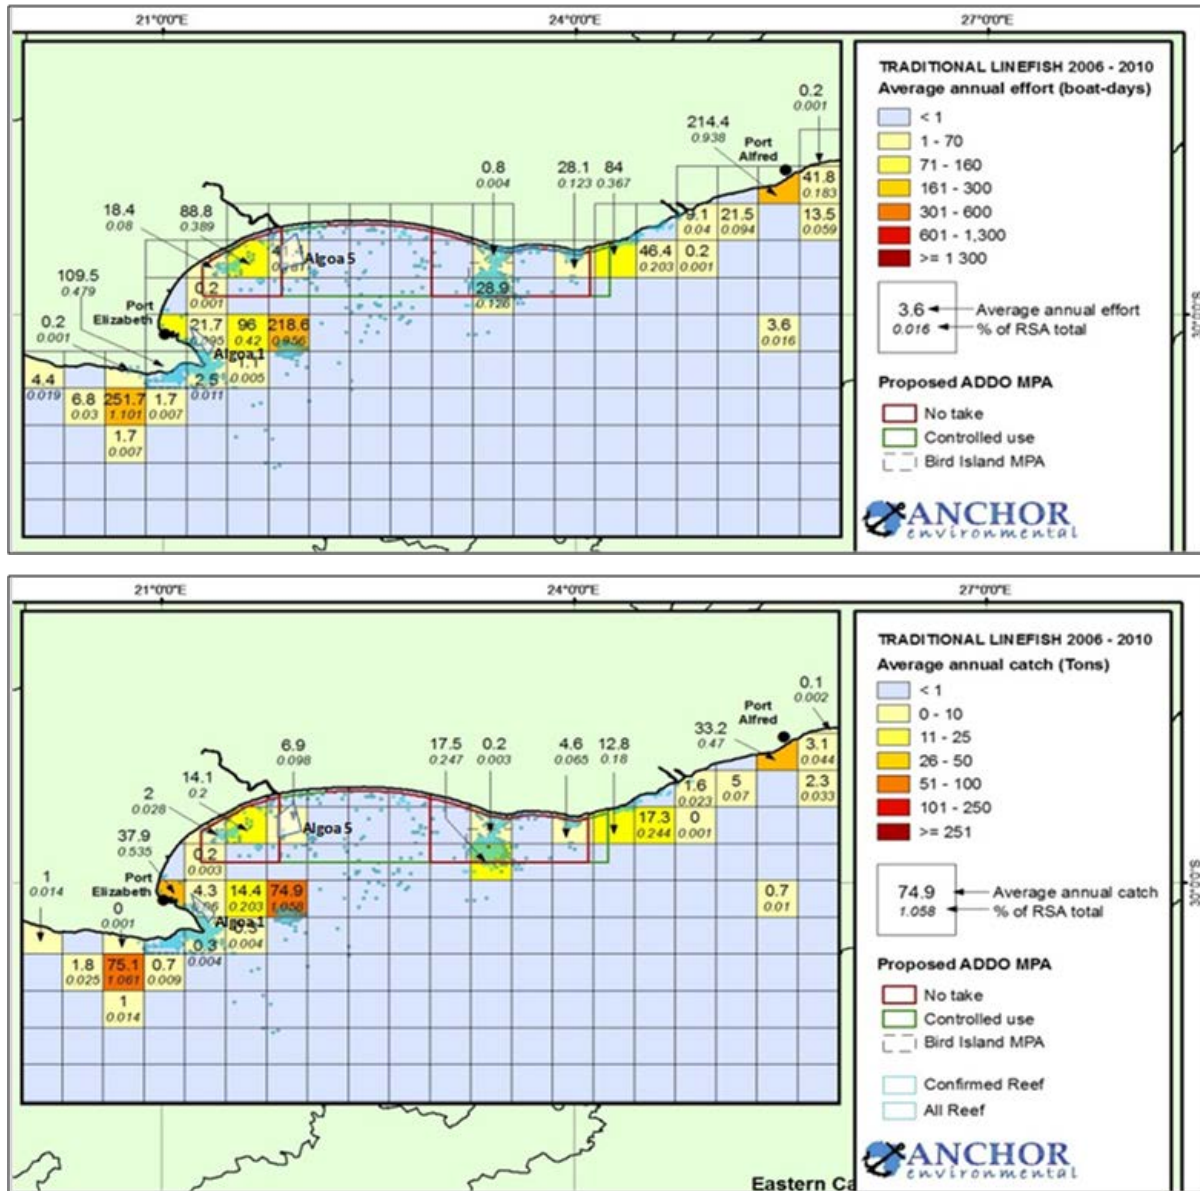 21°0'0"E
24°0'0"E
27°0'0"E
0.2
0.001
214.4
0.938
Port
Alfred
0.8
0.004
28.1
0.123
84
0.367
41.8
0.183
18.4
0.08
88.8
0.389
9.1
0.04
21.5
0.094
13.5
0.059
Algoa 5
46.4
0.203
0.2
0.001
109.5
0.479
0.2
0.001
28.9
0.126
Port
Elizabeth
0.2
0.001
21.7
96
0.42
218.6
0.956
3.6
0.016
Algoa 1
0.005
4.4
0.019
2.5
0.011
6.8
0.03
251.7
1.101
1.7
0.007
1.7
0.007
TRADITIONAL LINEFISH 2006 - 2010
Average annual effort (boat-days)
< 1
1 - 70
71 - 160
161 - 300
301 - 600
601 - 1,300
>= 1 300
3.6
0.016
Average annual effort
% of RSA total
Proposed ADDO MPA
No take
Controlled use
Bird Island MPA
ANCHOR
environmental
30°0'0"S
21°0'0"E
24°0'0"E
27°0'0"E
0.1
0.002
Port
Alfred
33.2
0.47
6.9
0.098
17.5
0.247
0.2
0.003
4.6
0.065
12.8
0.18
3.1
0.044
14.1
0.2
2
0.028
1.6
0.023
5
0.07
2.3
0.033
Algoa 5
17.3
0.244
0
0.001
37.9
0.535
0.2
0.003
1
0.014
Port
Elizabeth
0
0.001
4.3
14.4
0.203
74.9
1.058
0.7
0.01
Algoa 1
0.004
0.3
0.004
1.8
0.025
75.1
1.061
0.7
0.009
1
0.014
Eastern Ca
TRADITIONAL LINEFISH 2006 - 2010
Average annual catch (Tons)
< 1
0 - 10
11 - 25
26 - 50
51 - 100
101 - 250
>= 251
74.9
1.058
Average annual catch
% of RSA total
Proposed ADDO MPA
No take
Controlled use
Bird Island MPA
Confirmed Reef
All Reef
ANCHOR
environmental
30°0'0"S